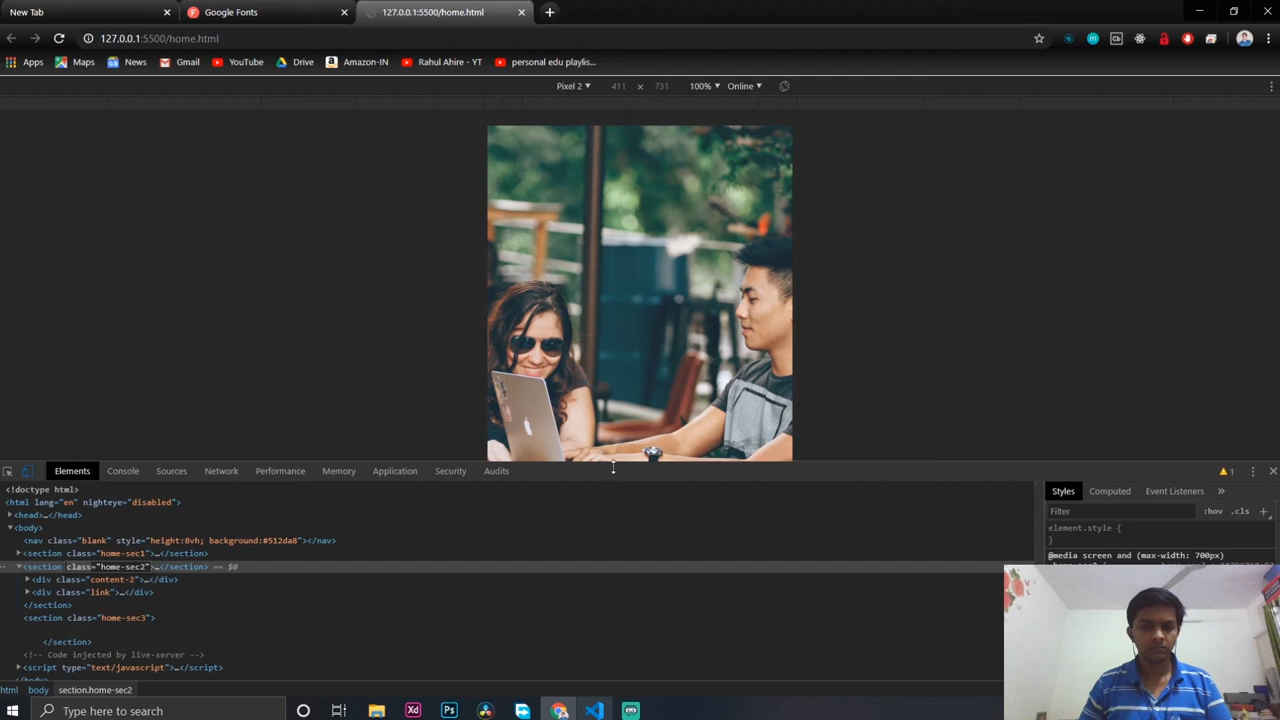 New Tab × Google Fonts × 127.0.0.1:5500/home.html × +
127.0.0.1:5500/home.html
Apps Maps News Gmail YouTube Drive Amazon-IN Rahul Ahire - YT personal edu playlis...
Pixel 2 ▼ 411 × 731 100% ▼ Online ▼
Elements Console Sources Network Performance Memory Application Security Audits 1
Styles Computed Event Listeners »
Filter :hov .cls +
element.style {
}
@media screen and (max-width: 700px)
<!doctype html>
<html lang="en" nighteye="disabled">
<head>…</head>
<body>
<nav class="blank" style="height:8vh; background:#512da8"></nav>
<section class="home-sec1">…</section>
<section class="home-sec2">…</section> == $0
<div class="content-2">…</div>
<div class="link">…</div>
</section>
<section class="home-sec3">
</section>
<!-- Code injected by live-server -->
<script type="text/javascript">…</script>
html body section.home-sec2
Type here to search Xd Ps